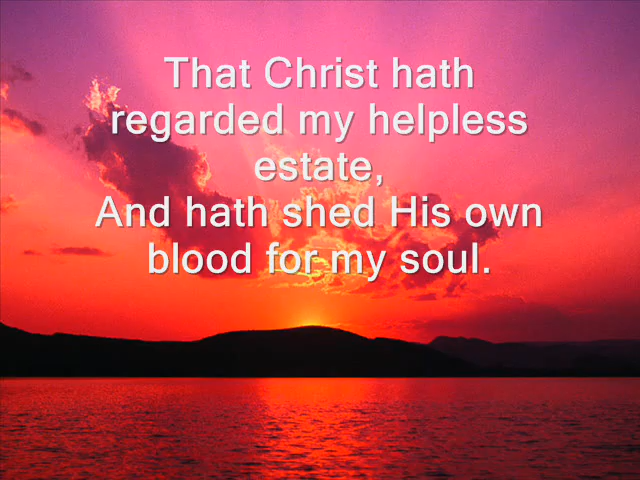 That Christ hath
regarded my helpless
estate,
And hath shed His own
blood for my soul.